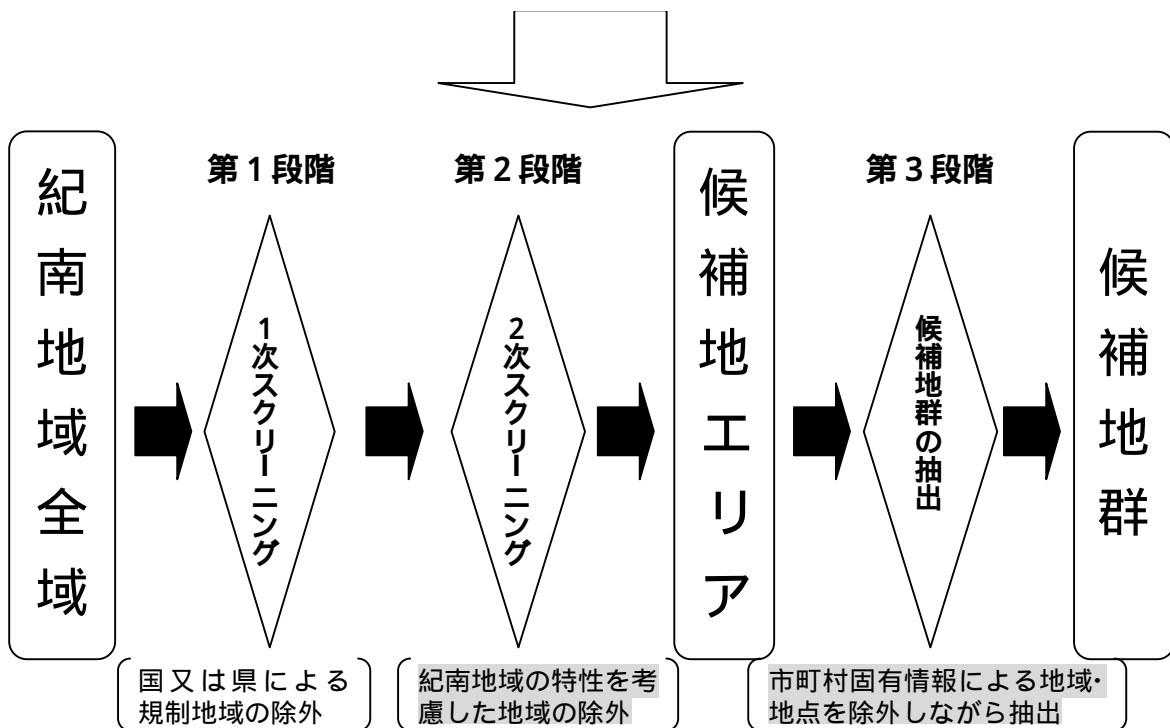 紀南地域全域
第1段階
1次スクリーニング
国又は県による
規制地域の除外
第2段階
2次スクリーニング
紀南地域の特性を考
慮した地域の除外
候補地エリア
第3段階
候補地群の抽出
市町村固有情報による地域・
地点を除外しながら抽出
候補地群